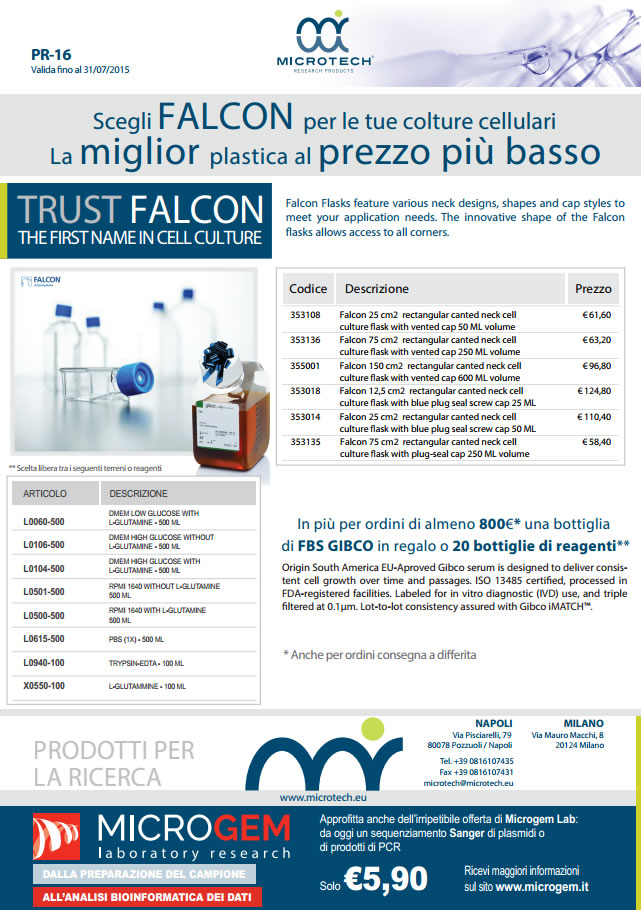 PR-16
Valida fino al 31/07/2015
MICROTECH
RESEARCH PRODUCTS
Scegli FALCON per le tue colture cellulari
La miglior plastica al prezzo più basso
TRUST FALCON
THE FIRST NAME IN CELL CULTURE
Falcon Flasks feature various neck designs, shapes and cap styles to
meet your application needs. The innovative shape of the Falcon
flasks allows access to all corners.
FALCON
gibco
Codice Descrizione Prezzo
353108 Falcon 25 cm2 rectangular canted neck cell € 61,60
culture flask with vented cap 50 ML volume
353136 Falcon 75 cm2 rectangular canted neck cell € 63,20
culture flask with vented cap 250 ML volume
355001 Falcon 150 cm2 rectangular canted neck cell € 96,80
culture flask with vented cap 600 ML volume
353018 Falcon 12,5 cm2 rectangular canted neck cell € 124,80
culture flask with blue plug seal screw cap 25 ML
353014 Falcon 25 cm2 rectangular canted neck cell € 110,40
culture flask with blue plug seal screw cap 50 ML
353135 Falcon 75 cm2 rectangular canted neck cell € 58,40
culture flask with plug-seal cap 250 ML volume
** Scelta libera tra i seguenti terreni o reagenti
ARTICOLO DESCRIZIONE
L0060-500 DMEM LOW GLUCOSE WITH
L-GLUTAMINE • 500 ML
L0106-500 DMEM HIGH GLUCOSE WITHOUT
L-GLUTAMINE • 500 ML
L0104-500 DMEM HIGH GLUCOSE WITH
L-GLUTAMINE • 500 ML
L0501-500 RPMI 1640 WITHOUT L-GLUTAMINE
500 ML
L0500-500 RPMI 1640 WITH L-GLUTAMINE
500 ML
L0615-500 PBS (1X) • 500 ML
L0940-100 TRYPSIN-EDTA • 100 ML
X0550-100 L-GLUTAMMINE • 100 ML
In più per ordini di almeno 800€* una bottiglia
di FBS GIBCO in regalo o 20 bottiglie di reagenti**
Origin South America EU-Aproved Gibco serum is designed to deliver consis-
tent cell growth over time and passages. ISO 13485 certified, processed in
FDA-registered facilities. Labeled for in vitro diagnostic (IVD) use, and triple
filtered at 0.1µm. Lot-to-lot consistency assured with Gibco iMATCH™.
* Anche per ordini consegna a differita
PRODOTTI PER
LA RICERCA
www.microtech.eu
NAPOLI
Via Pisciarelli, 79
80078 Pozzuoli / Napoli
Tel. +39 0816107435
Fax +39 0816107431
microtech@microtech.eu
MILANO
Via Mauro Macchi, 8
20124 Milano
MICROGEM
laboratory research
DALLA PREPARAZIONE DEL CAMPIONE
ALL'ANALISI BIOINFORMATICA DEI DATI
Approfitta anche dell'irripetibile offerta di Microgem Lab:
da oggi un sequenziamento Sanger di plasmidi o
di prodotti di PCR
Solo €5,90
Ricevi maggiori informazioni
sul sito www.microgem.it